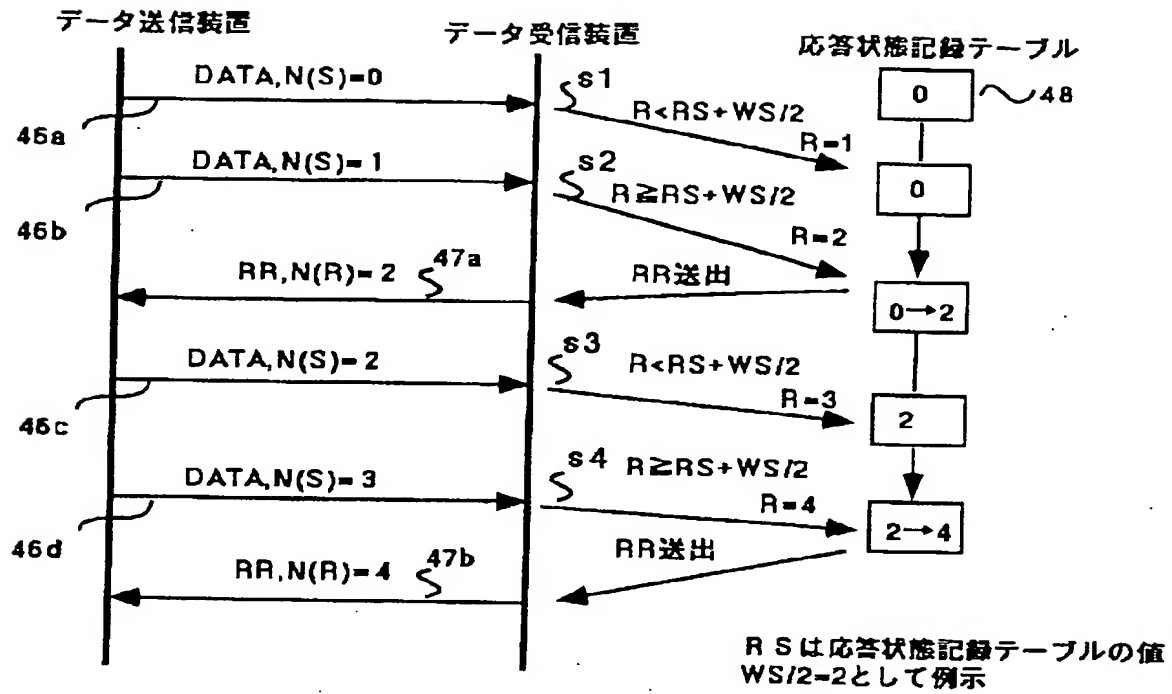 データ送信装置
データ受信装置
応答状態記録テーブル
DATA,N(S)=0
s1
0
48
46a
R<RS+WS/2
R=1
DATA,N(S)=1
s2
0
46b
R≧RS+WS/2
R=2
RR,N(R)=2
47a
RR送出
0→2
DATA,N(S)=2
s3
R<RS+WS/2
46c
R=3
2
DATA,N(S)=3
s4
R≧RS+WS/2
R=4
2→4
46d
RR,N(R)=4
47b
RR送出
RSは応答状態記録テーブルの値
WS/2=2として例示